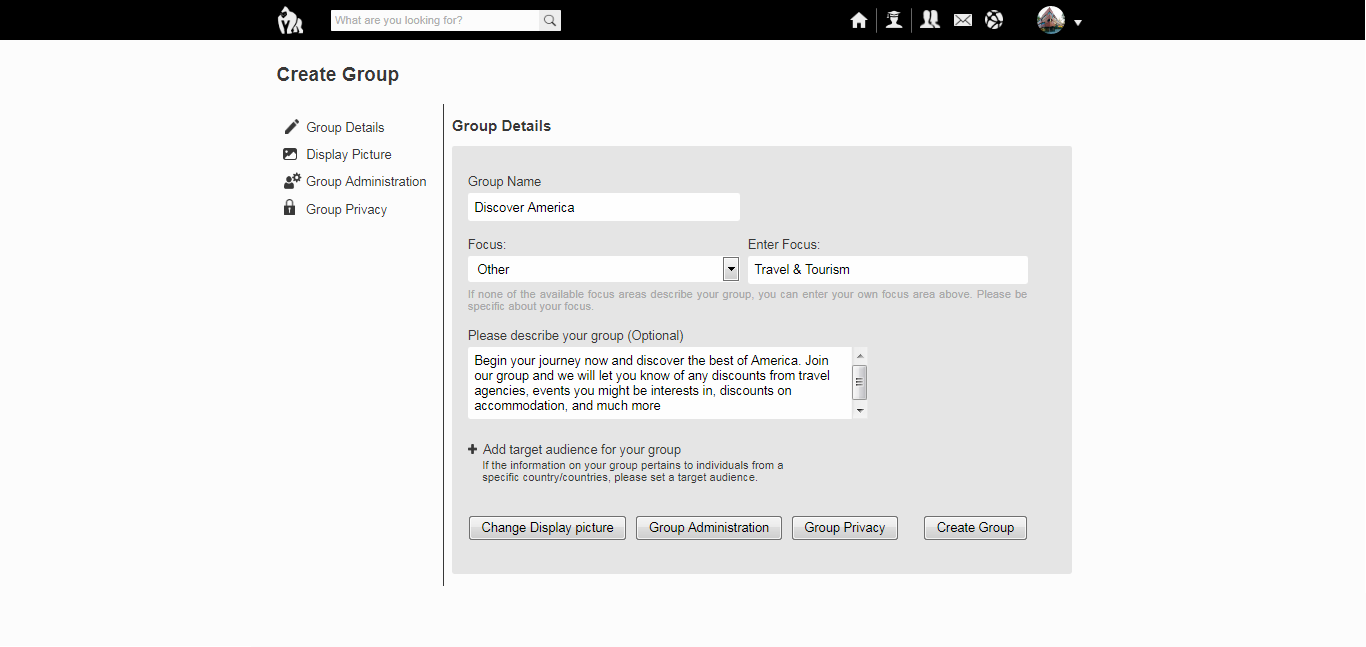 What are you looking for?
Create Group
Group Details
Display Picture
Group Administration
Group Privacy
Group Details
Group Name
Discover America
Focus:
Enter Focus:
Other
Travel & Tourism
If none of the available focus areas describe your group, you can enter your own focus area above. Please be
specific about your focus.
Please describe your group (Optional)
Begin your journey now and discover the best of America. Join
our group and we will let you know of any discounts from travel
agencies, events you might be interests in, discounts on
accommodation, and much more
Add target audience for your group
If the information on your group pertains to individuals from a
specific country/countries, please set a target audience.
Change Display picture
Group Administration
Group Privacy
Create Group